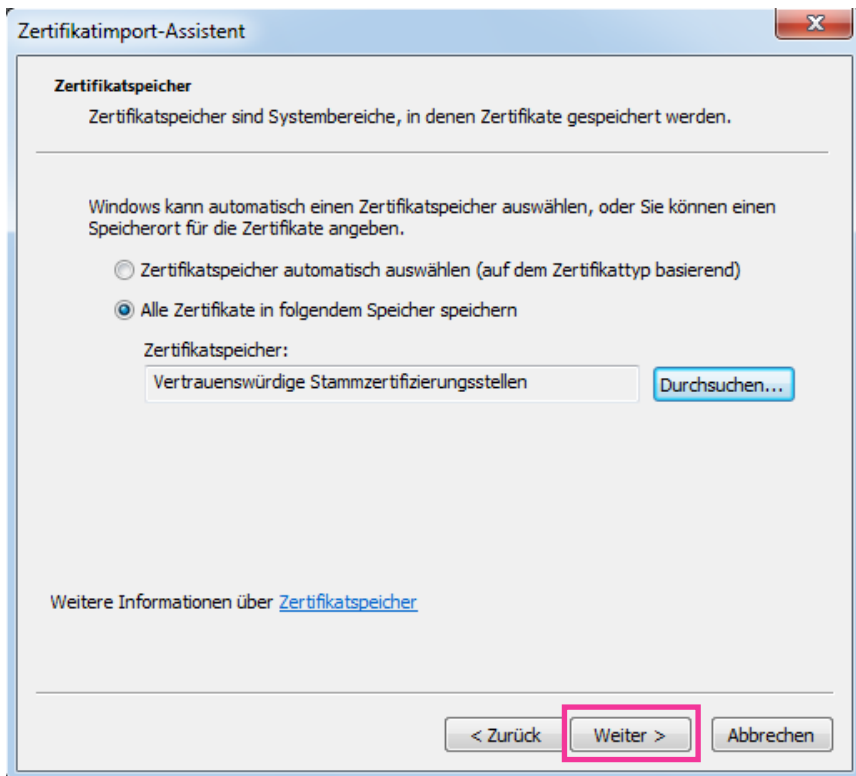 Zertifikatimport-Assistent
Zertifikatspeicher
Zertifikatspeicher sind Systembereiche, in denen Zertifikate gespeichert werden.
Windows kann automatisch einen Zertifikatspeicher auswählen, oder Sie können einen
Speicherort für die Zertifikate angeben.
Zertifikatspeicher automatisch auswählen (auf dem Zertifikattyp basierend)
Alle Zertifikate in folgendem Speicher speichern
Zertifikatspeicher:
Vertrauenswürdige Stammzertifizierungsstellen
Durchsuchen...
Weitere Informationen über Zertifikatspeicher
< Zurück
Weiter >
Abbrechen